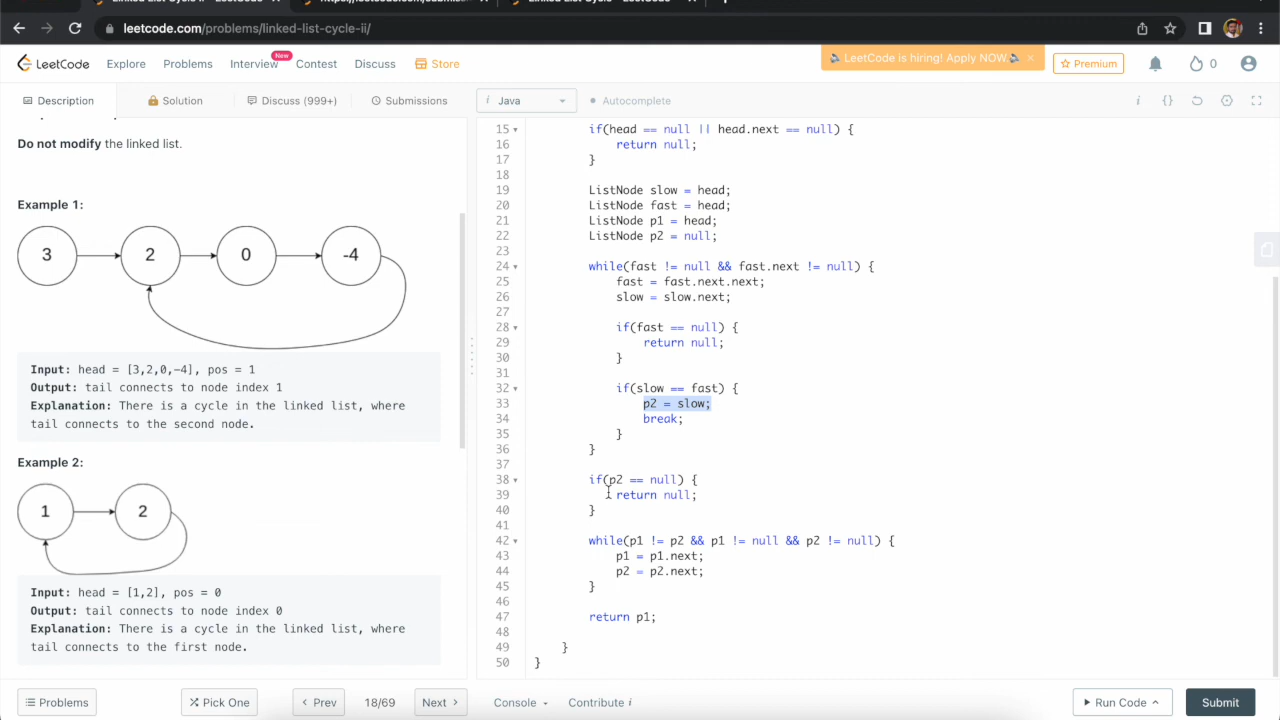 leetcode.com/problems/linked-list-cycle-ii/
LeetCode
Explore
Problems
Interview
New
Contest
Discuss
Store
LeetCode is hiring! Apply NOW.
Premium
0
Description
Solution
Discuss (999+)
Submissions
i Java
Autocomplete
Do not modify the linked list.
Example 1:
3
2
0
-4
Input: head = [3,2,0,-4], pos = 1
Output: tail connects to node index 1
Explanation: There is a cycle in the linked list, where
tail connects to the second node.
Example 2:
1
2
Input: head = [1,2], pos = 0
Output: tail connects to node index 0
Explanation: There is a cycle in the linked list, where
tail connects to the first node.
15 if(head == null || head.next == null) {
16 return null;
17 }
18
19 ListNode slow = head;
20 ListNode fast = head;
21 ListNode p1 = head;
22 ListNode p2 = null;
23
24 while(fast != null && fast.next != null) {
25 fast = fast.next.next;
26 slow = slow.next;
27
28 if(fast == null) {
29 return null;
30 }
31
32 if(slow == fast) {
33 p2 = slow;
34 break;
35 }
36 }
37
38 if(p2 == null) {
39 return null;
40 }
41
42 while(p1 != p2 && p1 != null && p2 != null) {
43 p1 = p1.next;
44 p2 = p2.next;
45 }
46
47 return p1;
48
49 }
50 }
Problems
Pick One
Prev
18/69
Next
Console
Contribute i
Run Code
Submit